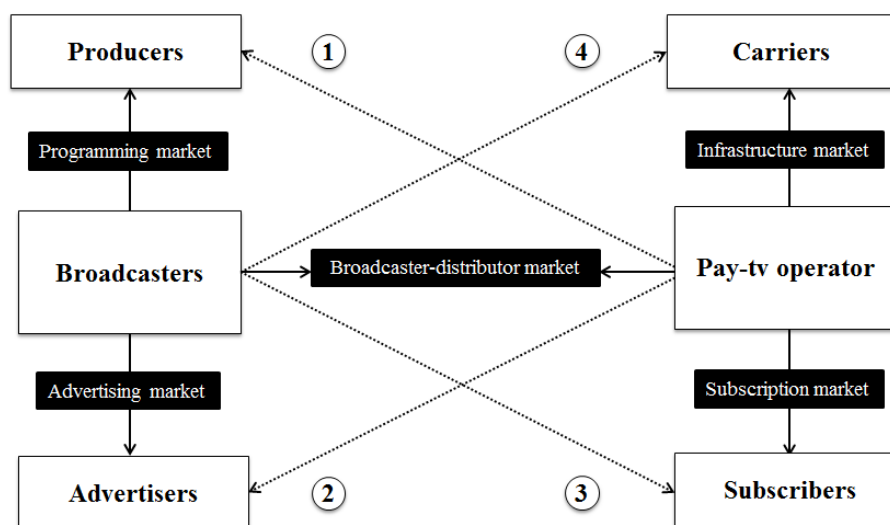 Producers
1
4
Carriers
Programming market
Infrastructure market
Broadcasters
Broadcaster-distributor market
Pay-tv operator
Advertising market
Subscription market
Advertisers
2
3
Subscribers